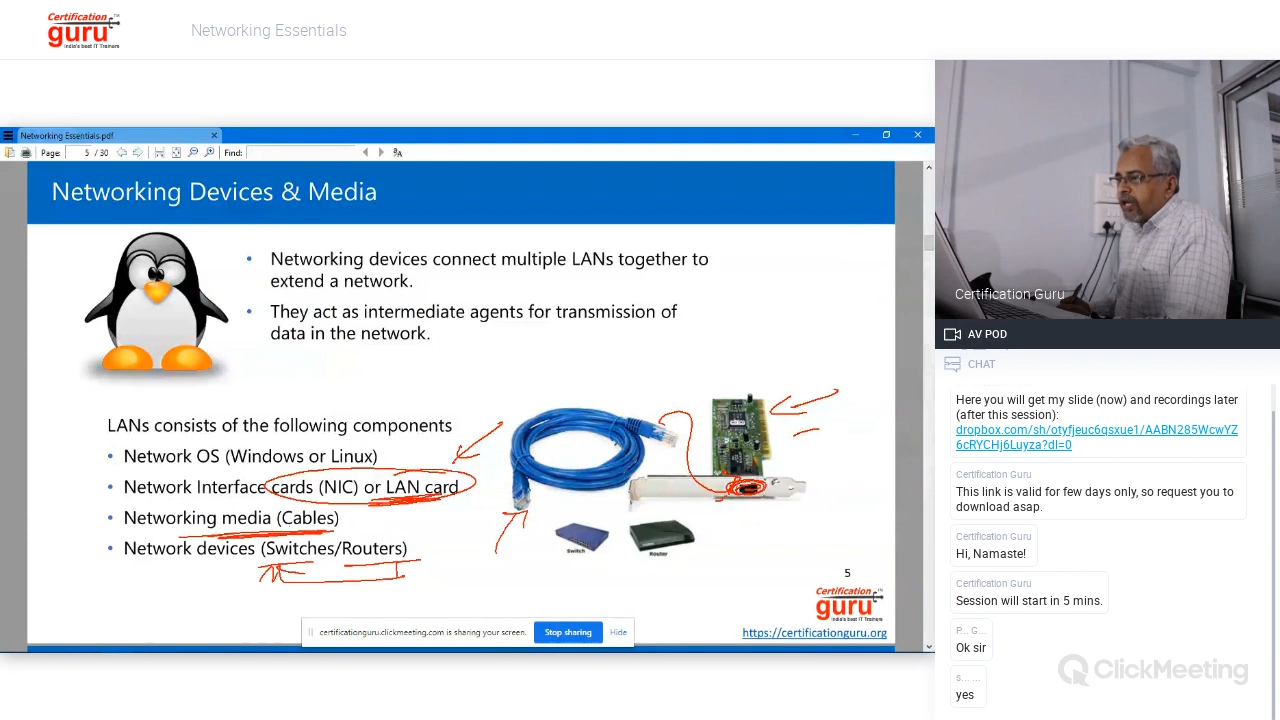 Certification
guru
India's best IT Trainers
TM
Networking Essentials
Networking Essentials.pdf
Page:
5 / 30
Find:
Networking Devices & Media
• Networking devices connect multiple LANs together to
extend a network.
• They act as intermediate agents for transmission of
data in the network.
LANs consists of the following components
• Network OS (Windows or Linux)
• Network Interface cards (NIC) or LAN card
• Networking media (Cables)
• Network devices (Switches/Routers)
Switch
Router
5
Certification
guru
India's best IT Trainers
TM
https://certificationguru.org
certificationguru.clickmeeting.com is sharing your screen.
Stop sharing
Hide
Certification Guru
AV POD
CHAT
Here you will get my slide (now) and recordings later
(after this session):
dropbox.com/sh/otyfjeuc6qsxue1/AABN285WcwYZ
6cRYCHj6Luyza?dl=0
Certification Guru
This link is valid for few days only, so request you to
download asap.
Certification Guru
Hi, Namaste!
Certification Guru
Session will start in 5 mins.
P... G...
Ok sir
s... ...
yes
ClickMeeting